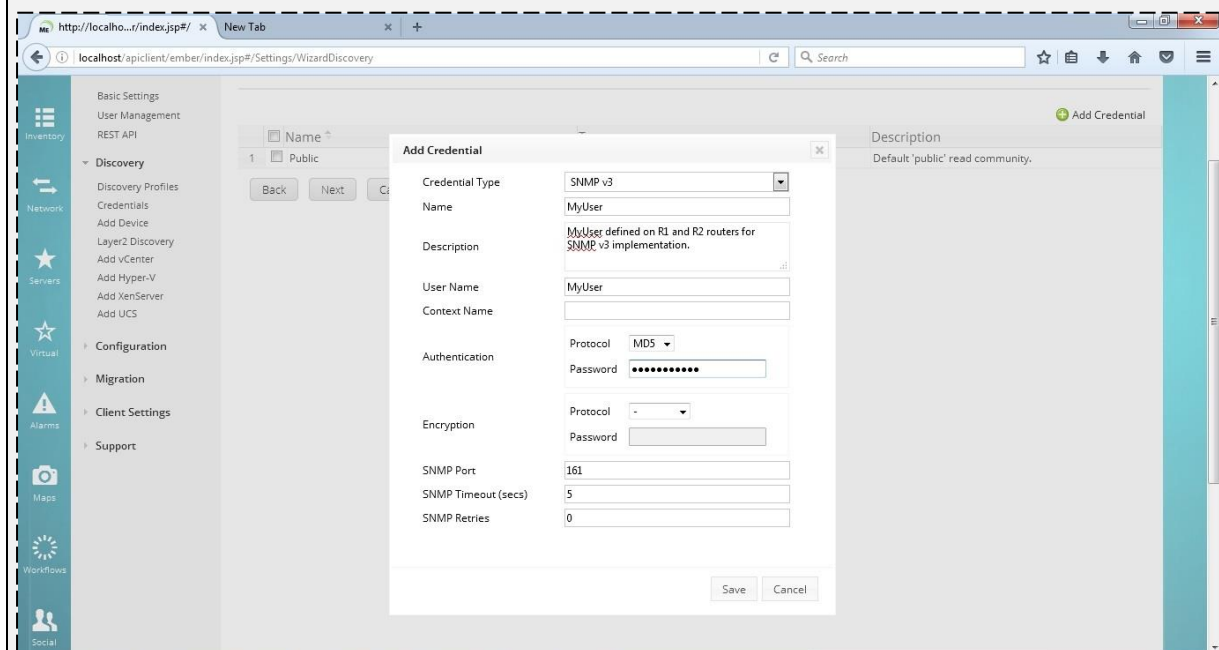 http://localho...r/index.jsp#/ × New Tab × +
localhost/apiclient/ember/index.jsp#/Settings/WizardDiscovery
Search
Inventory
Network
Servers
Virtual
Alarms
Maps
Workflows
Social
Basic Settings
User Management
REST API
Discovery
Discovery Profiles
Credentials
Add Device
Layer2 Discovery
Add vCenter
Add Hyper-V
Add XenServer
Add UCS
Configuration
Migration
Client Settings
Support
Add Credential
Name Description
1 Public Default 'public' read community.
Back Next
Add Credential
Credential Type SNMP v3
Name MyUser
Description MyUser defined on R1 and R2 routers for
SNMP v3 implementation.
User Name MyUser
Context Name
Authentication
Protocol MD5
Password •••••••••••
Encryption
Protocol -
Password
SNMP Port 161
SNMP Timeout (secs) 5
SNMP Retries 0
Save Cancel